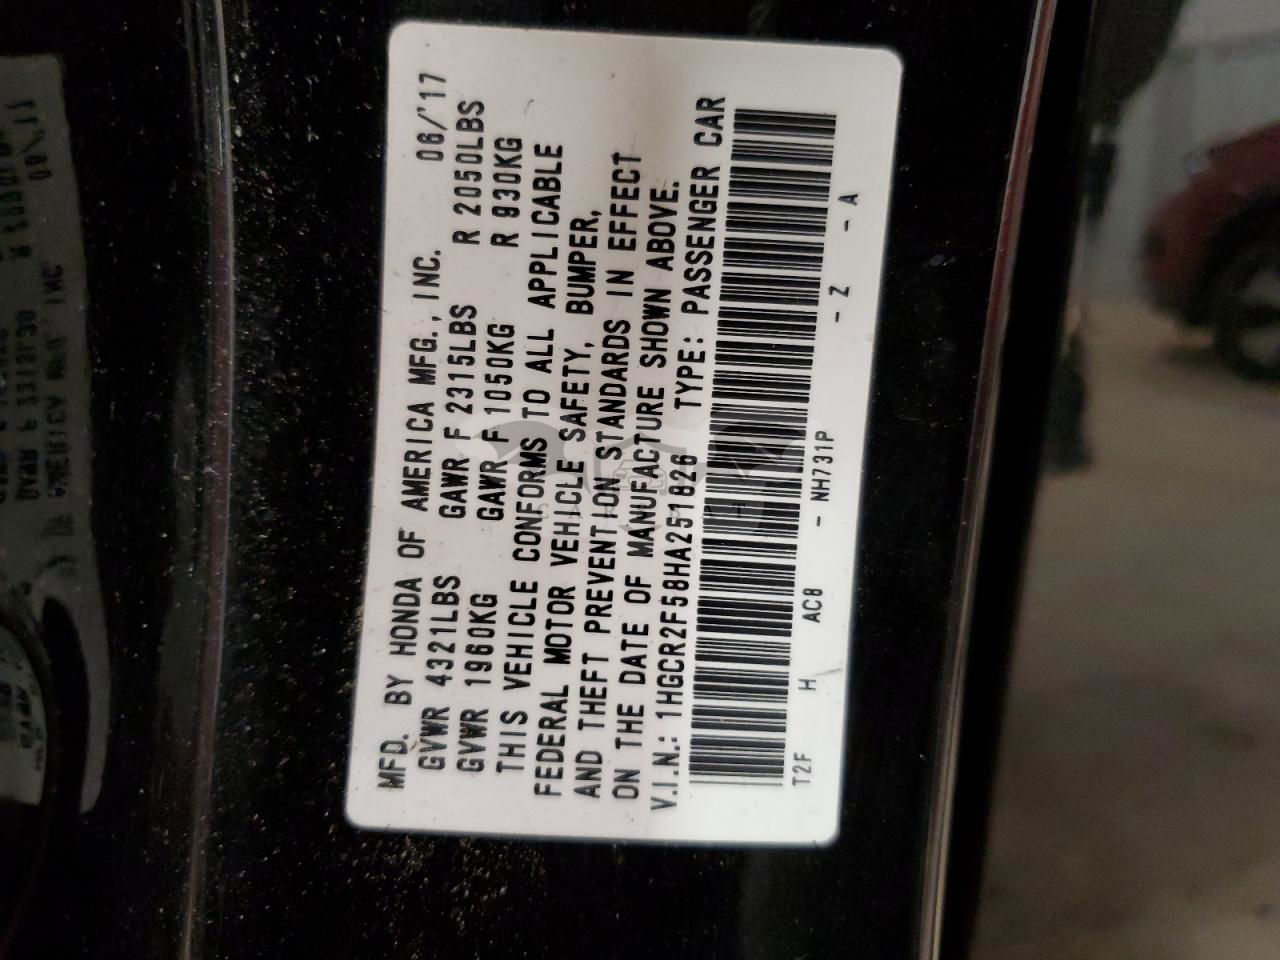 MFD. BY HONDA OF AMERICA MFG., INC. 06/'17
GVWR 4321LBS GAWR F 2315LBS R 2050LBS
GVWR 1960KG GAWR F 1050KG R 930KG
THIS VEHICLE CONFORMS TO ALL APPLICABLE
FEDERAL MOTOR VEHICLE SAFETY, BUMPER,
AND THEFT PREVENTION STANDARDS IN EFFECT
ON THE DATE OF MANUFACTURE SHOWN ABOVE.
V.I.N.: 1HGCR2F58HA251826 TYPE: PASSENGER CAR
T2F H AC8 - NH731P - Z - A